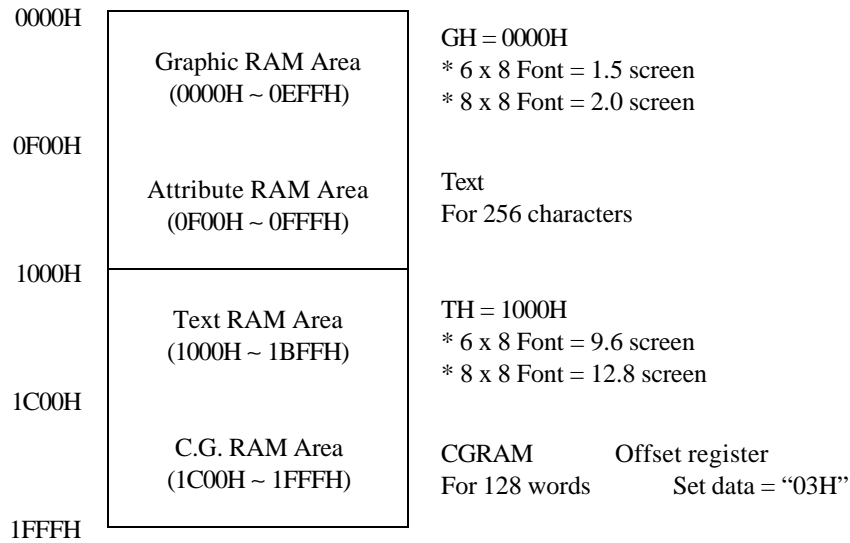 0000H
Graphic RAM Area
(0000H ~ 0EFFH)
GH = 0000H
* 6 x 8 Font = 1.5 screen
* 8 x 8 Font = 2.0 screen
0F00H
Attribute RAM Area
(0F00H ~ 0FFFH)
Text
For 256 characters
1000H
Text RAM Area
(1000H ~ 1BFFH)
TH = 1000H
* 6 x 8 Font = 9.6 screen
* 8 x 8 Font = 12.8 screen
1C00H
C.G. RAM Area
(1C00H ~ 1FFFH)
CGRAM Offset register
For 128 words Set data = “03H”
1FFFH